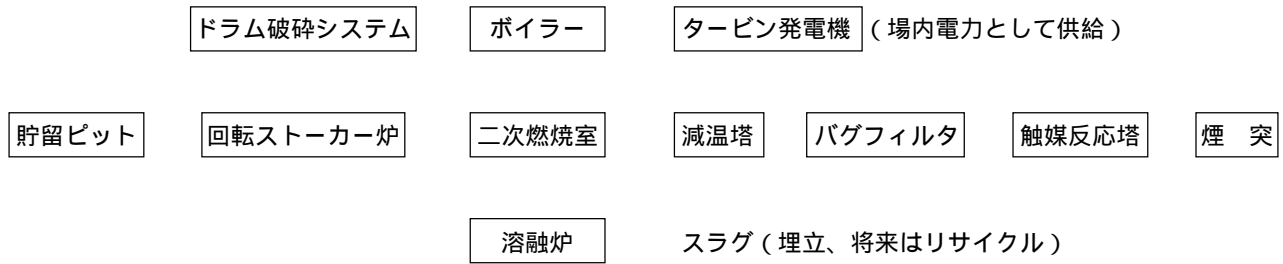 ドラム破砕システム ボイラー タービン発電機 (場内電力として供給)
貯留ピット 回転ストーカー炉 二次燃焼室 減温塔 バグフィルタ 触媒反応塔 煙　突
溶融炉 スラグ(埋立、将来はリサイクル)